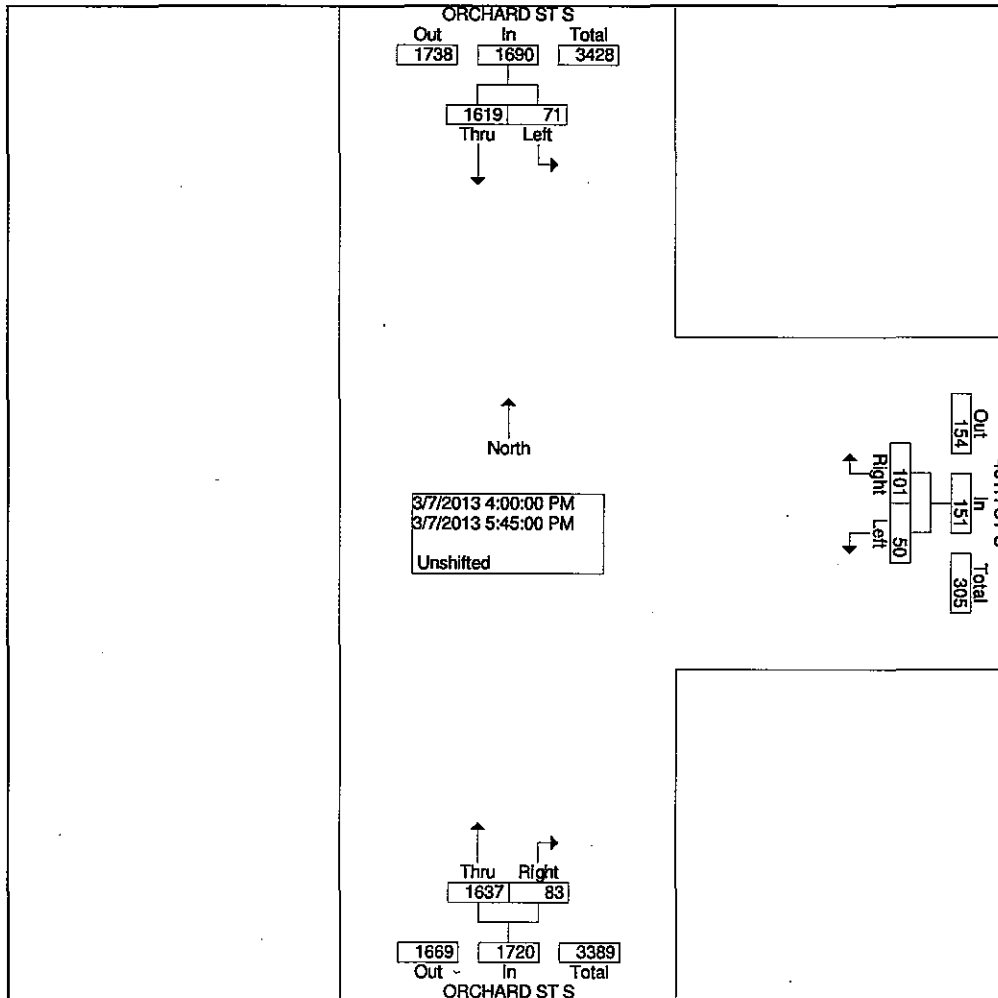 ORCHARD ST S
Out In Total
1738 1690 3428
1619 71
Thru Left
North
3/7/2013 4:00:00 PM
3/7/2013 5:45:00 PM
Unshifted
Out In Total
154 151 305
101 50
Right Left
Thru Right
1637 83
1669 1720 3389
Out In Total
ORCHARD ST S